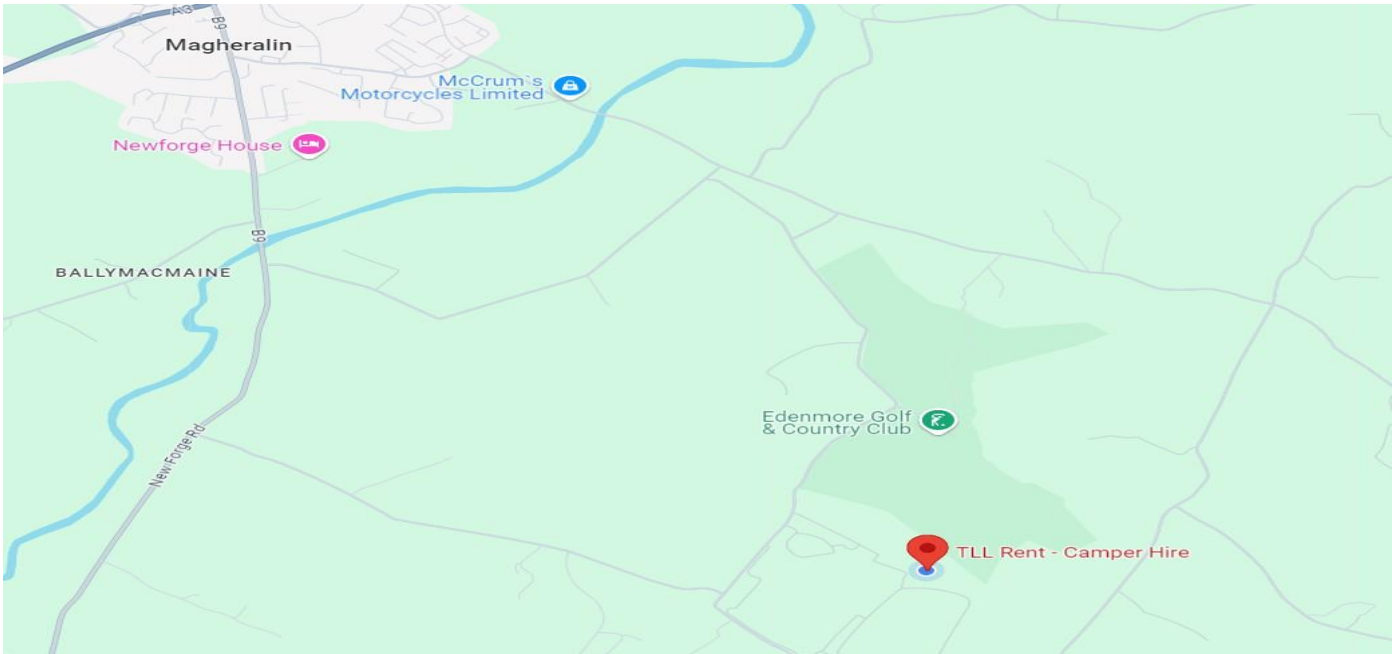 A3
B9
Magheralin
McCrum's
Motorcycles Limited
Newforge House
B9
BALLYMACMAINE
Edenmore Golf
& Country Club
New Forge Rd
TLL Rent - Camper Hire